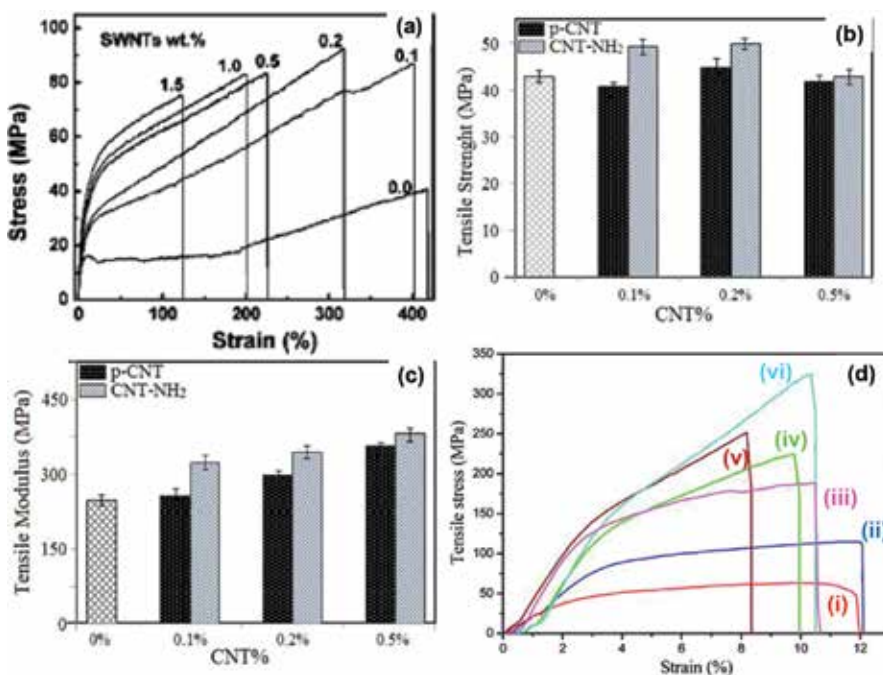 (a)
SWNTs wt.%
1.5
1.0
0.5
0.2
0.1
0.0
100
80
60
40
20
0
Stress (MPa)
0 100 200 300 400
Strain (%)
(b)
p-CNT
CNT-NH2
50
40
30
20
10
0
Tensile Strenght (MPa)
0% 0.1% 0.2% 0.5%
CNT%
(c)
p-CNT
CNT-NH2
450
300
150
0
Tensile Modulus (MPa)
0% 0.1% 0.2% 0.5%
CNT%
(d)
350
300
250
200
150
100
50
0
Tensile stress (MPa)
(vi)
(v)
(iv)
(iii)
(ii)
(i)
0 2 4 6 8 10 12
Strain (%)